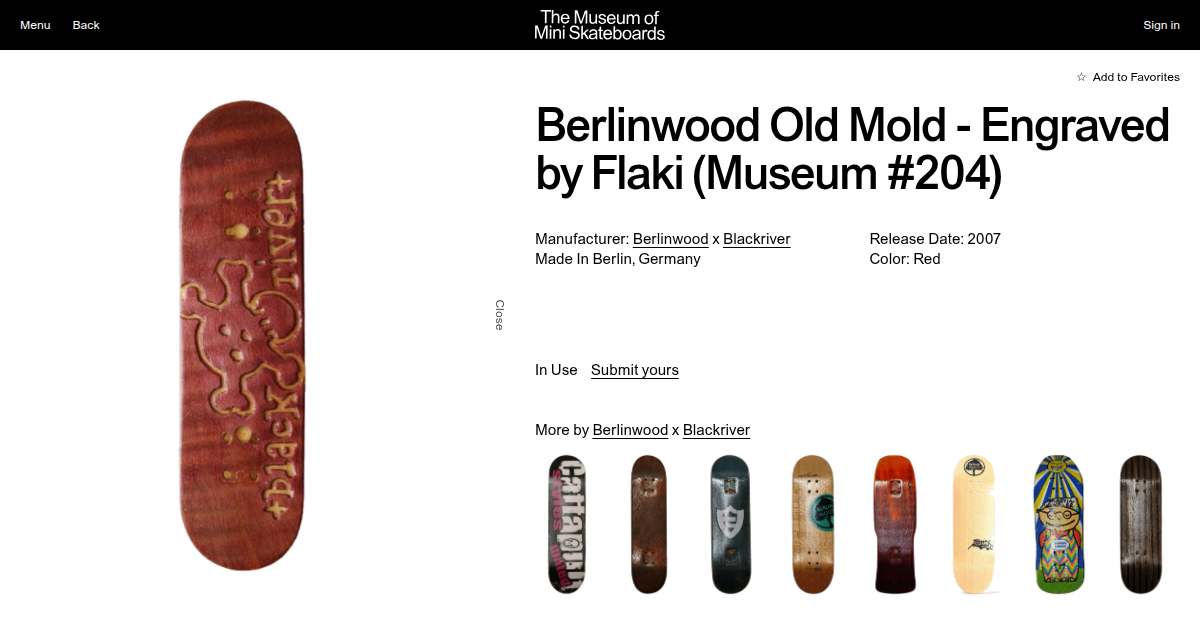 Menu
Back
The Museum of
Mini Skateboards
Sign in
☆ Add to Favorites
Berlinwood Old Mold - Engraved
by Flaki (Museum #204)
Manufacturer: Berlinwood x Blackriver
Made In Berlin, Germany
Release Date: 2007
Color: Red
Close
+blackriver+
In Use Submit yours
More by Berlinwood x Blackriver